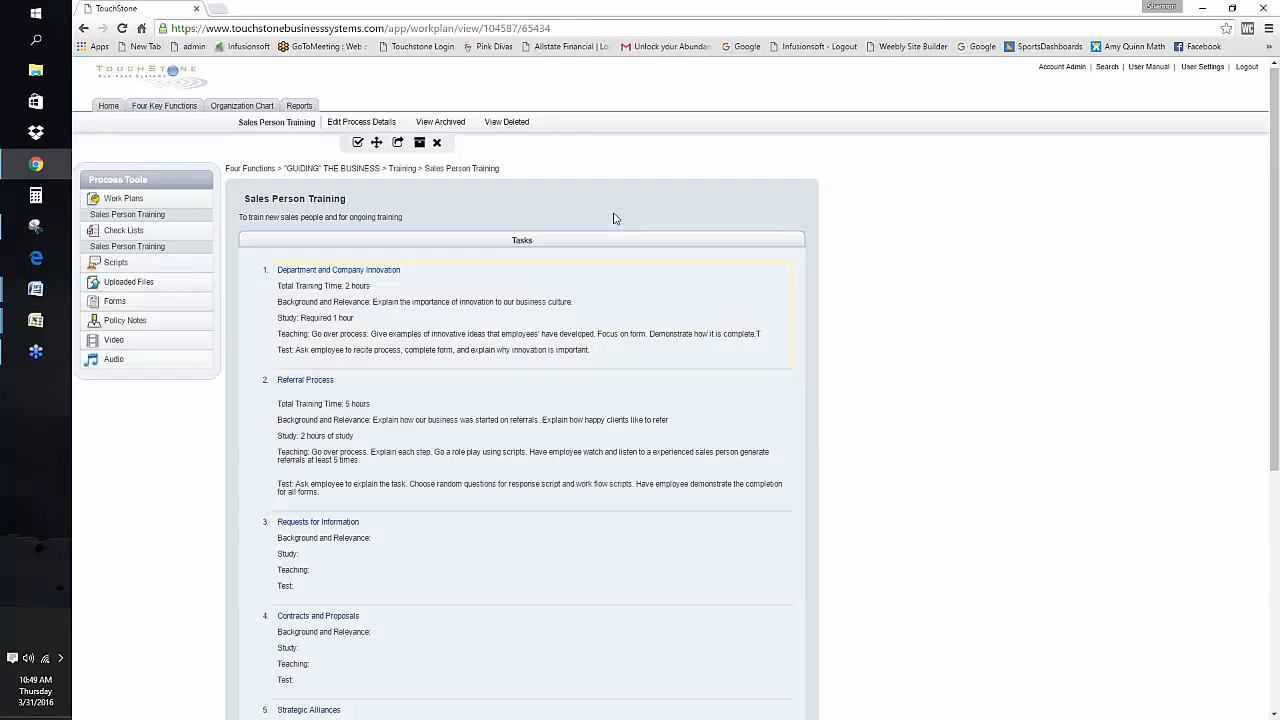 TouchStone
Shannon
https://www.touchstonebusinesssystems.com/app/workplan/view/104587/65434
Apps New Tab admin Infusionsoft GoToMeeting - Web c Touchstone Login Pink Divin Allstate Financial | Lo Unlock your Abundan Google Infusionsoft - Logout Weebly Site Builder Google SportsDashboards Amy Quinn Math Facebook »
TOUCHSTONE
Business Systems
Account Admin | Search | User Manual | User Settings | Logout
Home Four Key Functions Organization Chart Reports
Sales Person Training Edit Process Details View Archived View Deleted
Four Functions > "GUIDING" THE BUSINESS > Training > Sales Person Training
Process Tools
Work Plans
Sales Person Training
Check Lists
Sales Person Training
Scripts
Uploaded Files
Forms
Policy Notes
Video
Audio
Sales Person Training
To train new sales people and for ongoing training
Tasks
1. Department and Company Innovation
Total Training Time: 2 hours
Background and Relevance: Explain the importance of innovation to our business culture.
Study: Required 1 hour
Teaching: Go over process. Give examples of innovative ideas that employees' have developed. Focus on form. Demonstrate how it is complete.T
Test: Ask employee to recite process, complete form, and explain why innovation is important.
2. Referral Process
Total Training Time: 5 hours
Background and Relevance: Explain how our business was started on referrals. Explain how happy clients like to refer
Study: 2 hours of study
Teaching: Go over process. Explain each step. Go a role play using scripts. Have employee watch and listen to a experienced sales person generate
referrals at least 5 times.
Test: Ask employee to explain the task. Choose random questions for response script and work flow scripts. Have employee demonstrate the completion
for all forms.
3. Requests for Information
Background and Relevance:
Study:
Teaching:
Test:
4. Contracts and Proposals
Background and Relevance:
Study:
Teaching:
Test:
5. Strategic Alliances
10:49 AM
Thursday
3/31/2016